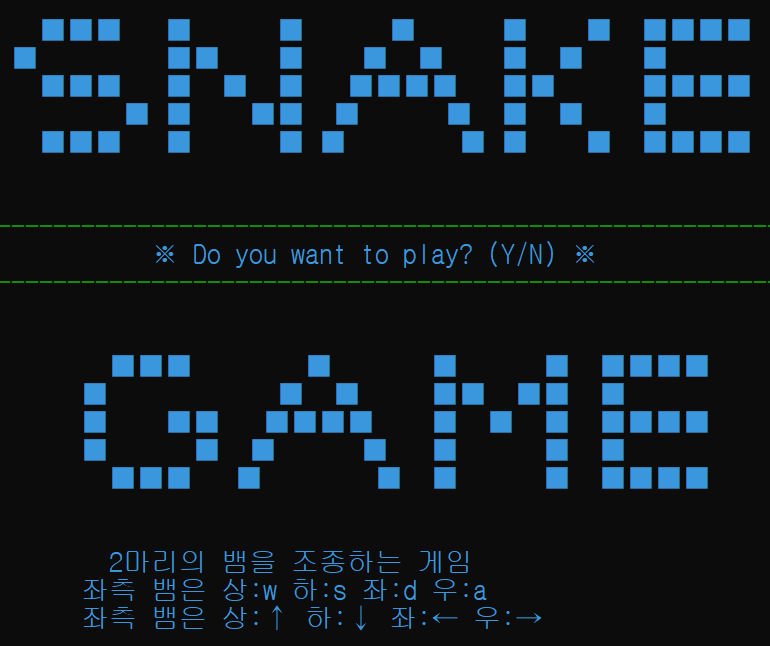 SNAKE
※ Do you want to play? (Y/N) ※
GAME
2마리의 뱀을 조종하는 게임
좌측 뱀은 상:w 하:s 좌:d 우:a
좌측 뱀은 상:↑ 하:↓ 좌:← 우:→